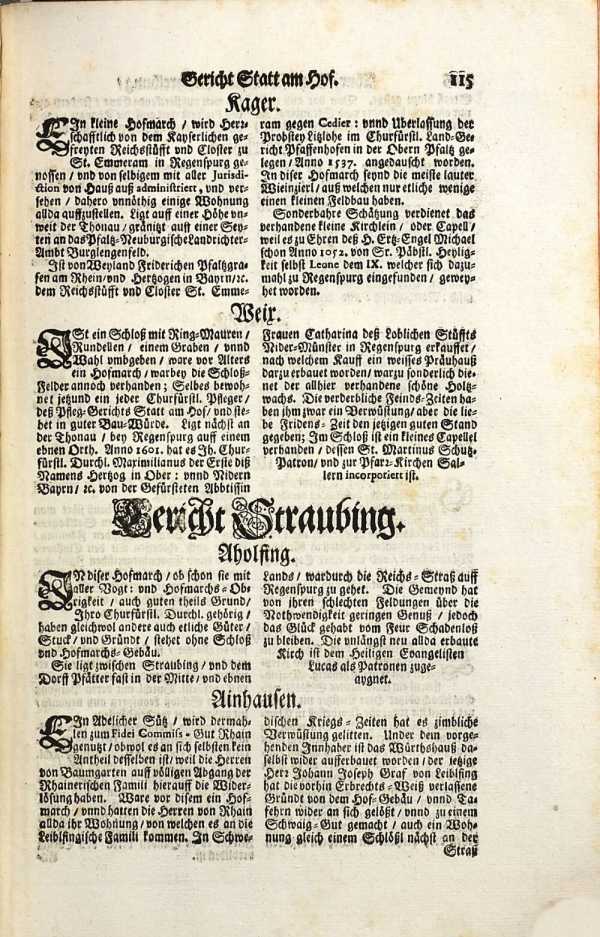 Gericht Statt am Hof. 115
Kager.
EIn kleine Hofmarch / wird Herr-
schafftlich von dem Kayserlichen ge-
freyten Reichsstüfft und Closter zu
St. Emmeram in Regenspurg ge-
nossen / und von selbigem mit aller Jurisdi-
ction von Hauß auß administriert, und ver-
sehen / dahero vnnöthig einige Wohnung
allda auffzustellen. Ligt auff einer Höhe vn-
weit der Thonau / gräntzt auff einer Sey-
ten an das Pfaltz-Neuburgische Landrichter-
Ambt Burglengenfeld.
Ist von Weyland Friderichen Pfaltzgra-
fen am Rhein / und Hertzogen in Bayrn / ꝛc.
dem Reichsstüfft und Closter St. Emme-
ram gegen Cedier: vnnd Uberlassung der
Probstey Litzlohe im Churfürstl. Land-Ge-
richt Pfaffenhofen in der Obern Pfaltz ge-
legen / Anno 1537. angedauscht worden.
In diser Hofmarch seynd die meiste lauter
Weinzierl / auß welchen nur etliche wenige
einen kleinen Feldbau haben.
Sonderbahre Schätzung verdienet das
verhandene kleine Kirchlein / oder Capell /
weil es zu Ehren deß H. Ertz-Engel Michael
schon Anno 1052. von Sr. Päbstl. Heylig-
keit selbst Leone dem IX. welcher sich dazu-
mahl zu Regenspurg eingefunden / gewey-
het worden.
Weix.
ISt ein Schloß mit Ring-Mauren /
Rundellen / einem Graben / vnnd
Wahl umbgeben / ware vor Alters
ein Hofmarch / warbey die Schloß-
Felder annoch verhanden; Selbes bewoh-
net jetzund ein jeder Churfürstl. Pfleger /
deß Pfleg-Gerichts Statt am Hof / und ste-
het in guter Bau-Würde. Ligt nächst an
der Thonau / bey Regenspurg auff einem
ebnen Orth. Anno 1601. hat es Ih. Chur-
fürstl. Durchl. Maximilianus der Erste diß
Namens Hertzog in Ober: vnnd Nidern
Bayrn / ꝛc. von der Gefürsteten Abbtissin
Frauen Catharina deß Loblichen Stüffts
Nider-Münster in Regenspurg erkauffet /
nach welchem Kauff ein weisses Präuhauß
darzu erbauet worden / warzu sonderlich die-
net der allhier verhandene schöne Holtz-
wachs. Die verderbliche Feinds-Zeiten ha-
ben ihm zwar ein Verwüstung / aber die lie-
be Fridens-Zeit den jetzigen guten Stand
gegeben; Im Schloß ist ein kleines Capellel
verhanden / dessen St. Martinus Schutz-
Patron / vnd zur Pfarr-Kirchen Sal-
lern incorporiert ist.
Gericht Straubing.
Aholfing.
IN diser Hofmarch / ob schon sie mit
aller Vogt: und Hofmarchs-Ob-
rigkeit / auch guten theils Grund /
Ihro Churfürstl. Durchl. gehörig /
haben gleichwol andere auch etliche Güter /
Stuck / und Gründt / stehet ohne Schloß
und Hofmarchs-Gebäu.
Sie ligt zwischen Straubing / und dem
Dorff Pfätter fast in der Mitte / und ebnen
Lands / wardurch die Reichs-Straß auff
Regenspurg zu gehet. Die Gemeynd hat
von ihren schlechten Feldungen über die
Nothwendigkeit geringen Genuß / jedoch
das Glück gehabt vom Feur Schadenloß
zu bleiben. Die unlängst neu allda erbaute
Kirch ist dem Heiligen Evangelisten
Lucas als Patronen zuge-
aygnet.
Ainhausen.
EIn Adelicher Sütz / wird dermah-
len zum Fidei Commiss-Gut Rhain
genutzt / obwol es an sich selbsten kein
Antheil desselben ist / weil die Herren
von Baumgarten auff völligen Abgang der
Rhainerischen Famili hierauff die Wider-
lösung haben. Ware vor disem ein Hof-
march / vnnd hatten die Herren von Rhain
allda ihr Wohnung / von welchen es an die
Leiblfingische Famili kommen. In Schwe-
dischen Kriegs-Zeiten hat es zimbliche
Verwüstung gelitten. Under dem vorge-
henden Innhaber ist das Würthshauß da-
selbst wider aufferbauet worden / der jetzige
Herr Johann Joseph Graf von Leiblfing
hat die vorhin Erbrechts-Weiß verlassene
Gründt von dem Hof-Gebäu / vnnd Ta-
fehrn wider an sich gelößt / vnnd zu einem
Schwaig-Gut gemacht / auch ein Woh-
nung gleich einem Schlößl nächst an der
Straß